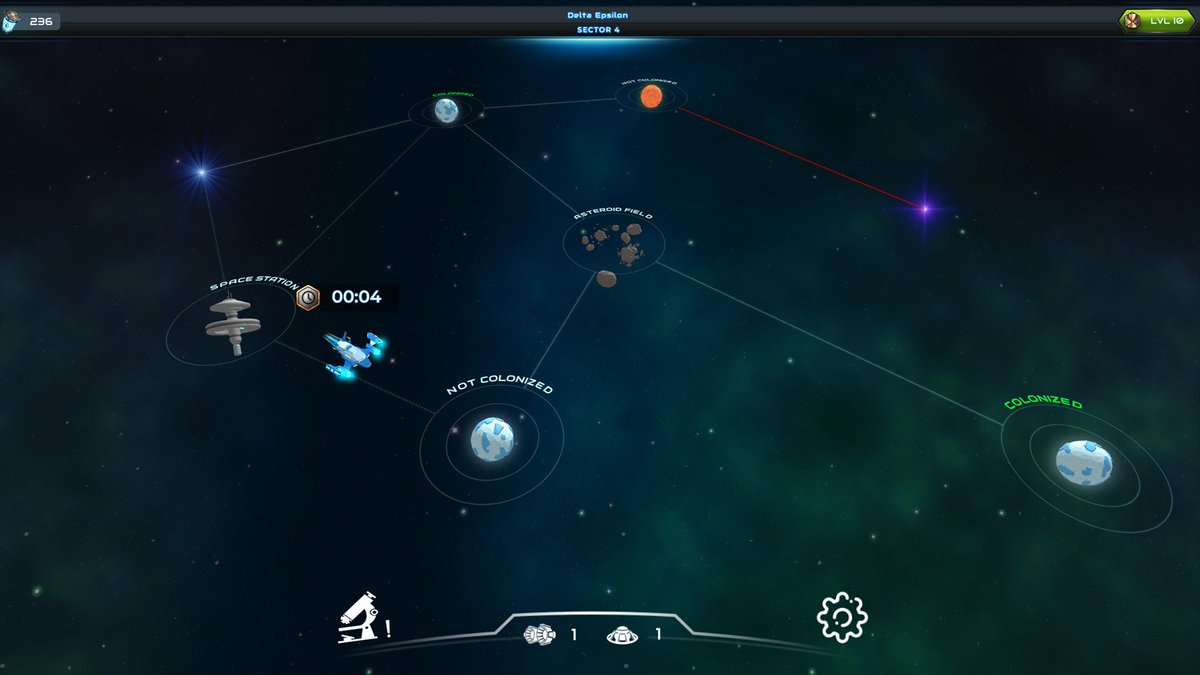 236
Delta Epsilon
SECTOR 4
LVL 10
COLONIZED
NOT COLONIZED
ASTEROID FIELD
SPACE STATION
00:04
NOT COLONIZED
COLONIZED
!
1
1